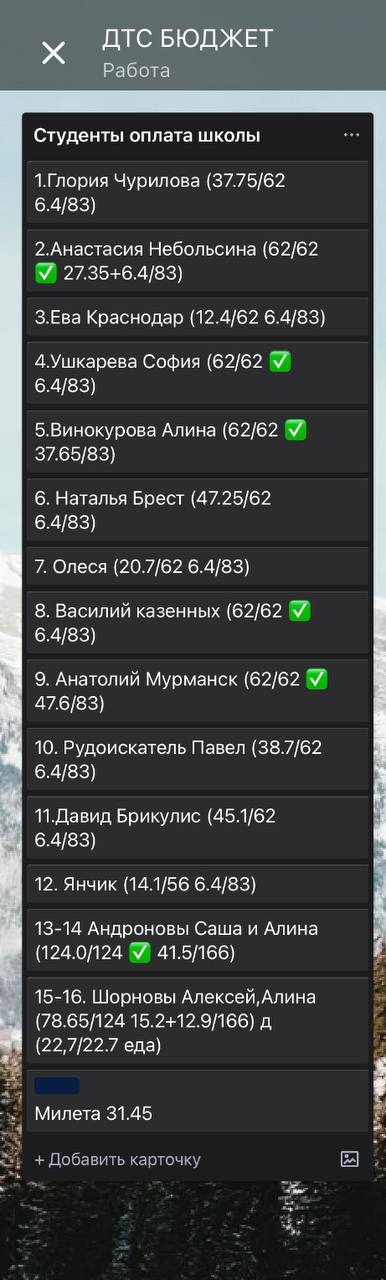 ДТС БЮДЖЕТ
Работа
Студенты оплата школы
1.Глория Чурилова (37.75/62
6.4/83)
2.Анастасия Небольсина (62/62
✅ 27.35+6.4/83)
3.Ева Краснодар (12.4/62 6.4/83)
4.Ушкарева София (62/62 ✅
6.4/83)
5.Винокурова Алина (62/62 ✅
37.65/83)
6. Наталья Брест (47.25/62
6.4/83)
7. Олеся (20.7/62 6.4/83)
8. Василий казенных (62/62 ✅
6.4/83)
9. Анатолий Мурманск (62/62 ✅
47.6/83)
10. Рудоискатель Павел (38.7/62
6.4/83)
11.Давид Брикулис (45.1/62
6.4/83)
12. Янчик (14.1/56 6.4/83)
13-14 Андроновы Саша и Алина
(124.0/124 ✅ 41.5/166)
15-16. Шорновы Алексей,Алина
(78.65/124 15.2+12.9/166) д
(22,7/22.7 еда)
Милета 31.45
+ Добавить карточку